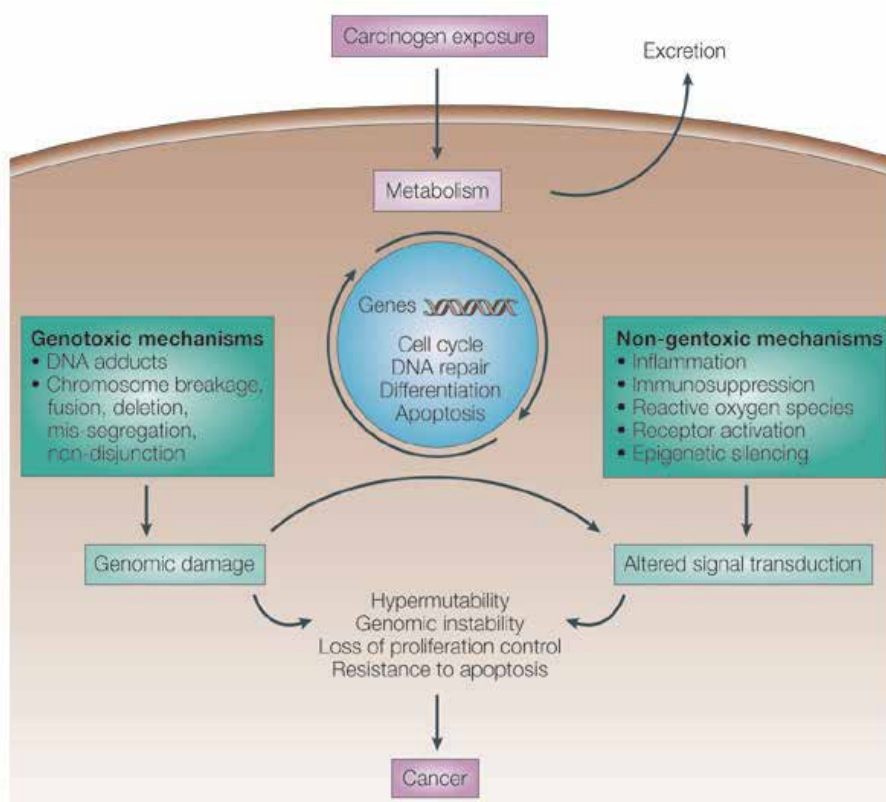 Carcinogen exposure
Excretion
Metabolism
Genes
Cell cycle
DNA repair
Differentiation
Apoptosis
Genotoxic mechanisms
• DNA adducts
• Chromosome breakage,
fusion, deletion,
mis-segregation,
non-disjunction
Non-gentoxic mechanisms
• Inflammation
• Immunosuppression
• Reactive oxygen species
• Receptor activation
• Epigenetic silencing
Genomic damage
Altered signal transduction
Hypermutability
Genomic instability
Loss of proliferation control
Resistance to apoptosis
Cancer